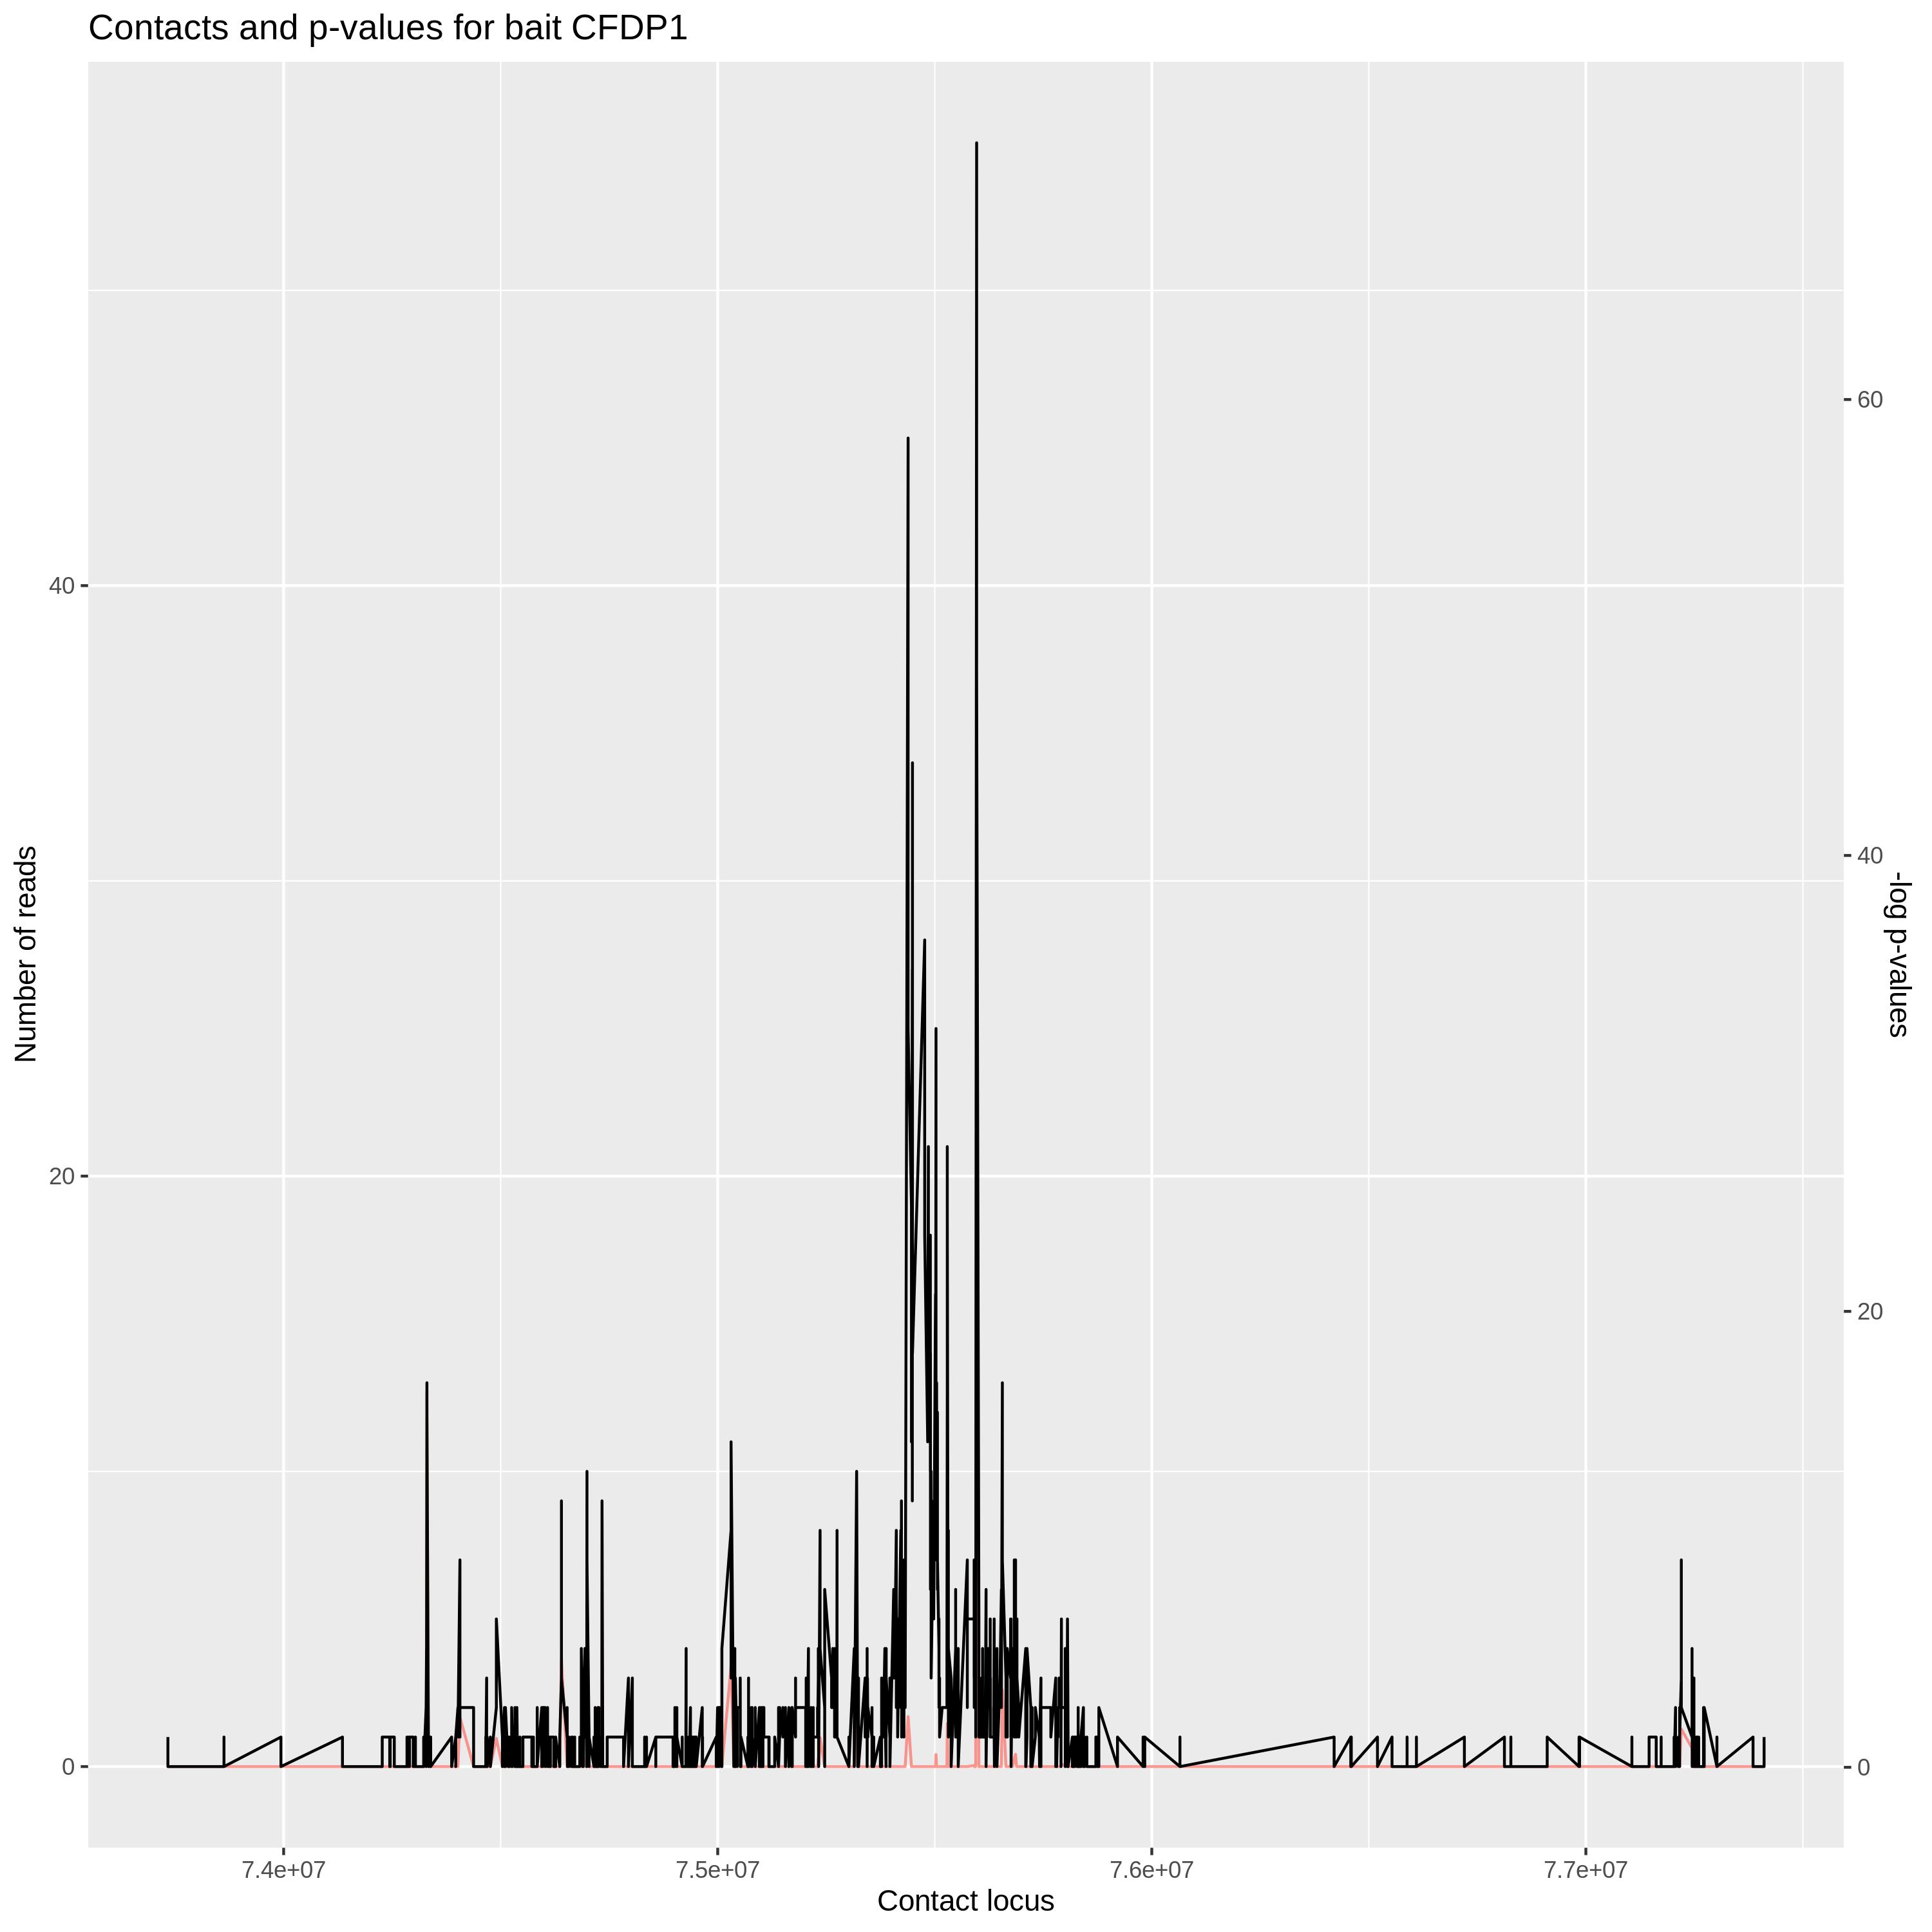 Contacts and p-values for bait CFDP1
Number of reads
40
20
0
60
40
20
0
-log p-values
7.4e+07
7.5e+07
7.6e+07
7.7e+07
Contact locus